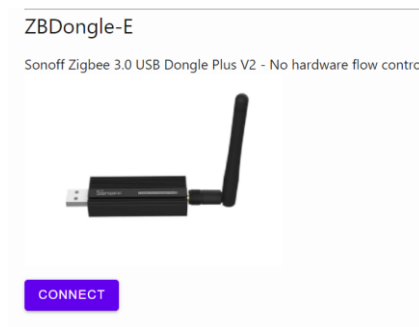 ZBDongle-E
Sonoff Zigbee 3.0 USB Dongle Plus V2 - No hardware flow contro
CONNECT